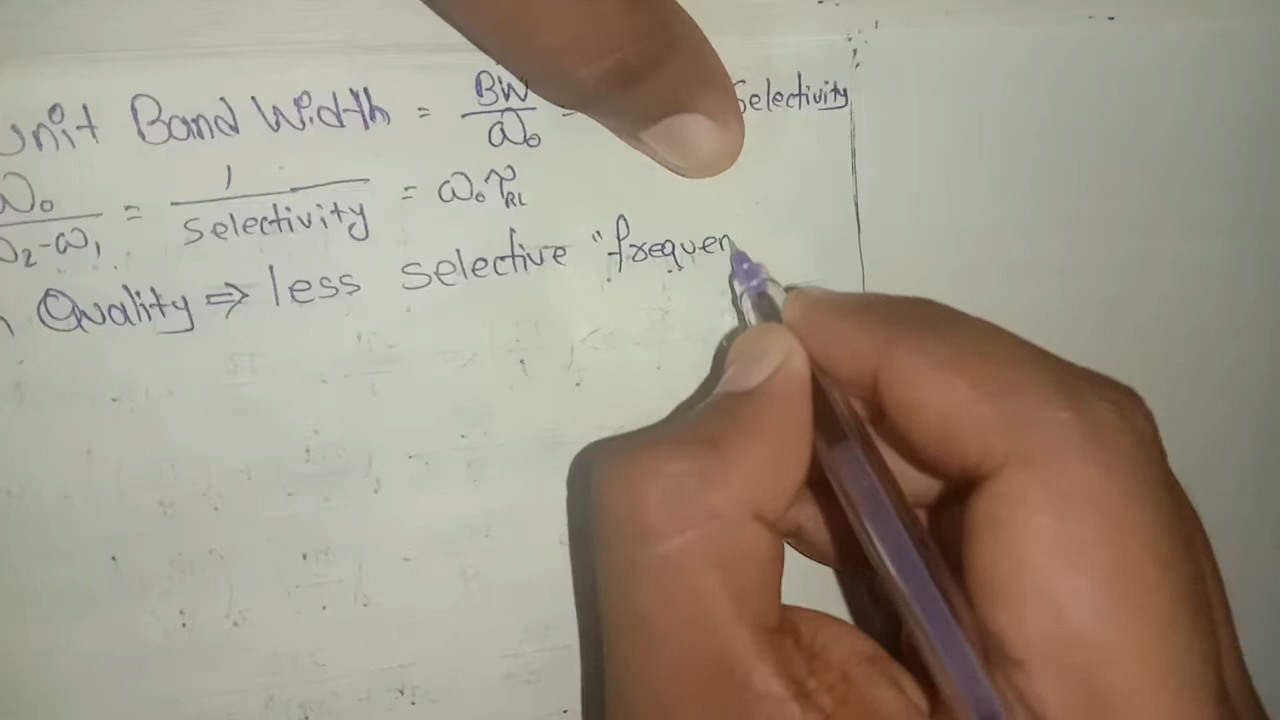 unit Band Width = BW/ω₀ = Selectivity
ω₀/ω₂-ω₁ = 1/Selectivity = ω₀τRL
Quality ⇒ less selective "frequen